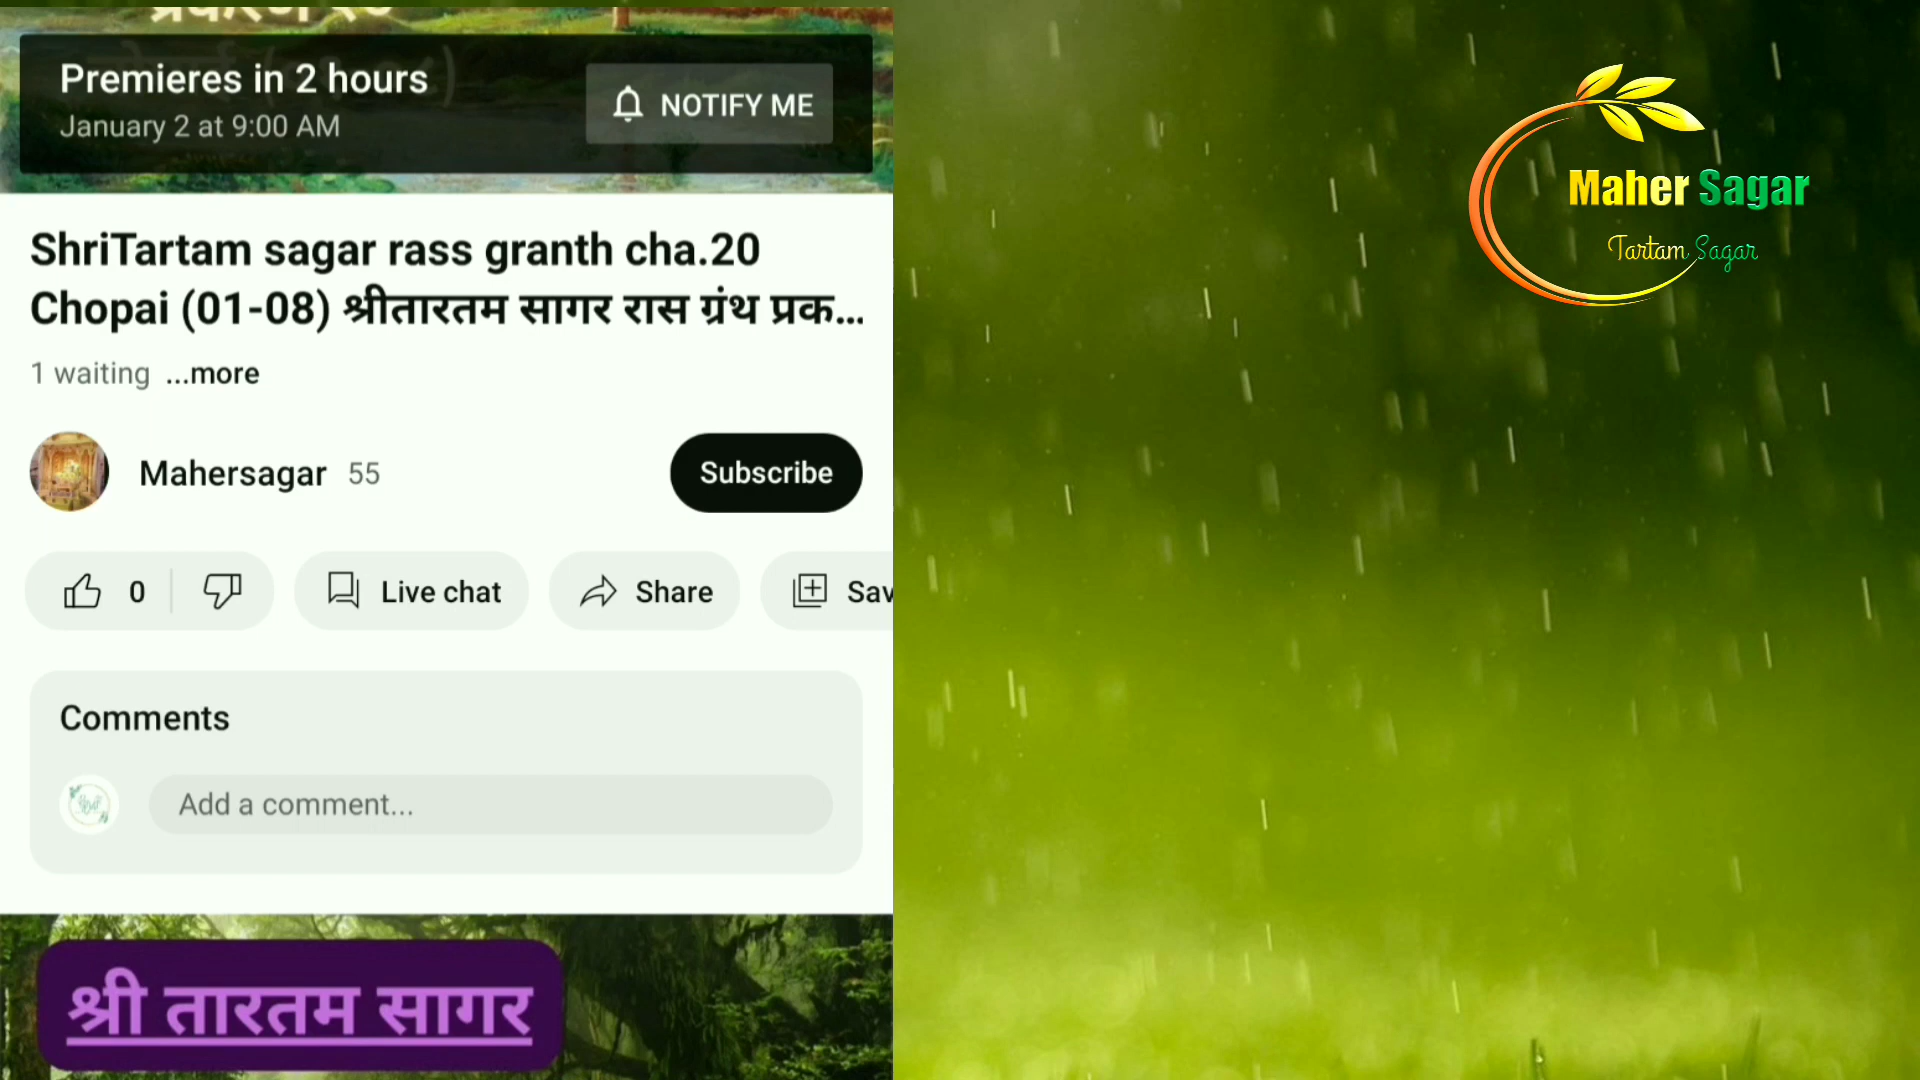 Premieres in 2 hours
January 2 at 9:00 AM
NOTIFY ME
ShriTartam sagar rass granth cha.20
Chopai (01-08) श्रीतारतम सागर रास ग्रंथ प्रक...
1 waiting ...more
Mahersagar 55
Subscribe
0
Live chat
Share
Sav
Comments
Add a comment...
श्री तारतम सागर
Maher Sagar
Tartam Sagar